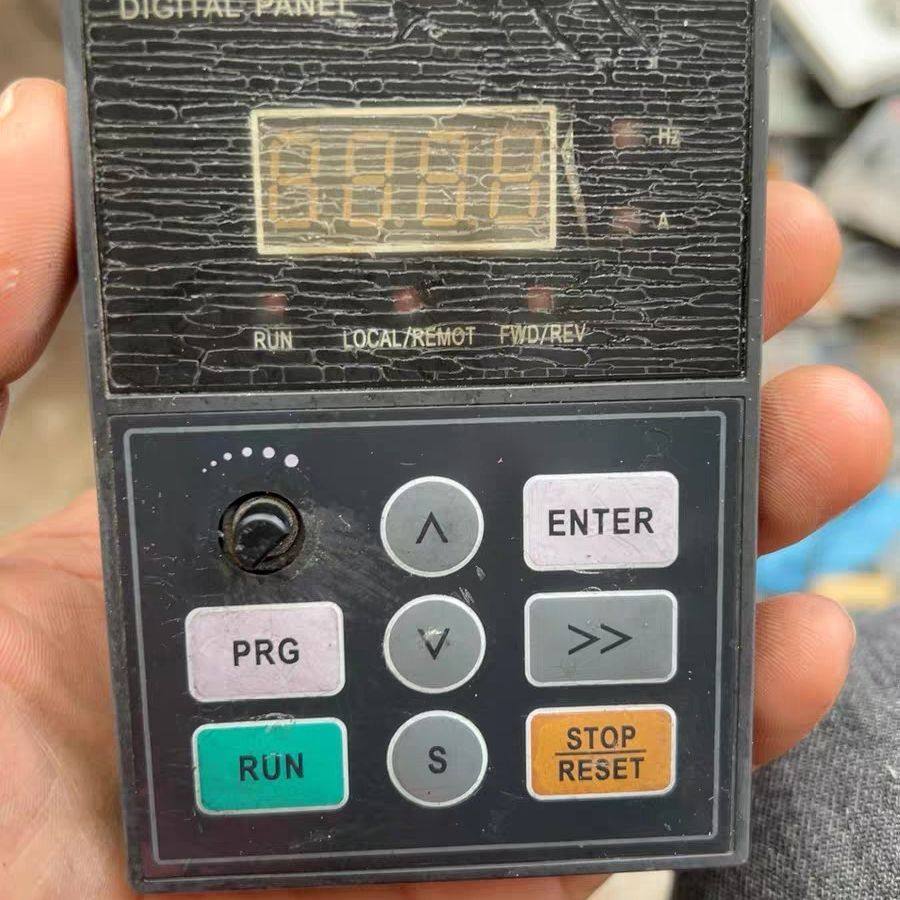 DIGITAL PANEL
Hz
A
RUN
LOCAL/REMOT
FWD/REV
ENTER
PRG
>>
RUN
S
STOP
RESET